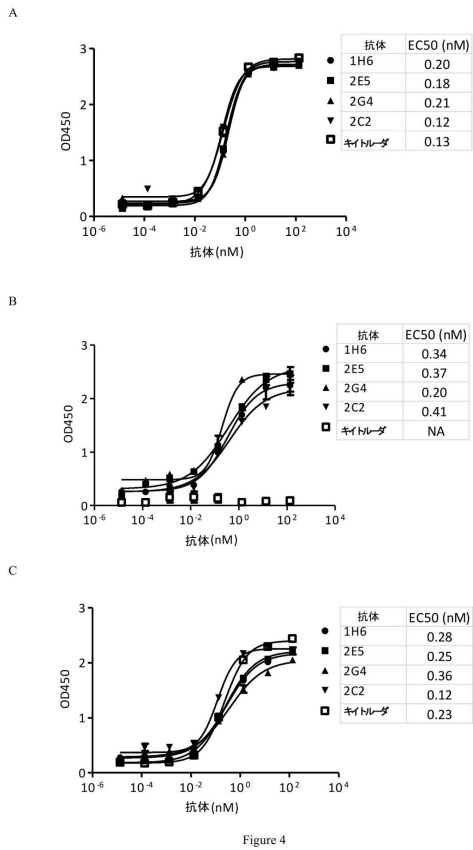 A
抗体 EC50 (nM)
1H6 0.20
2E5 0.18
2G4 0.21
2C2 0.12
キイトルーダ 0.13
3
2
1
0
OD450
10-6 10-4 10-2 100 102 104
抗体(nM)
B
抗体 EC50 (nM)
1H6 0.34
2E5 0.37
2G4 0.20
2C2 0.41
キイトルーダ NA
3
2
1
0
OD450
10-6 10-4 10-2 100 102 104
抗体(nM)
C
抗体 EC50 (nM)
1H6 0.28
2E5 0.25
2G4 0.36
2C2 0.12
キイトルーダ 0.23
3
2
1
0
OD450
10-6 10-4 10-2 100 102 104
抗体 (nM)
Figure 4